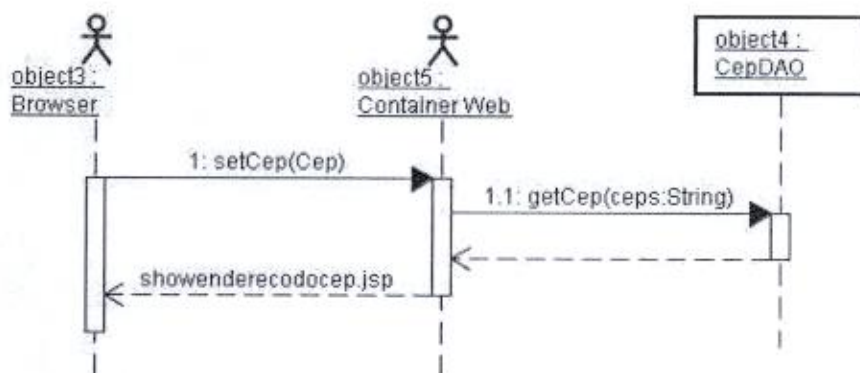 object3 :
Browser
object5 :
Container Web
object4 :
CepDAO
1: setCep(Cep)
1.1: getCep(ceps:String)
showenderecodocep.jsp